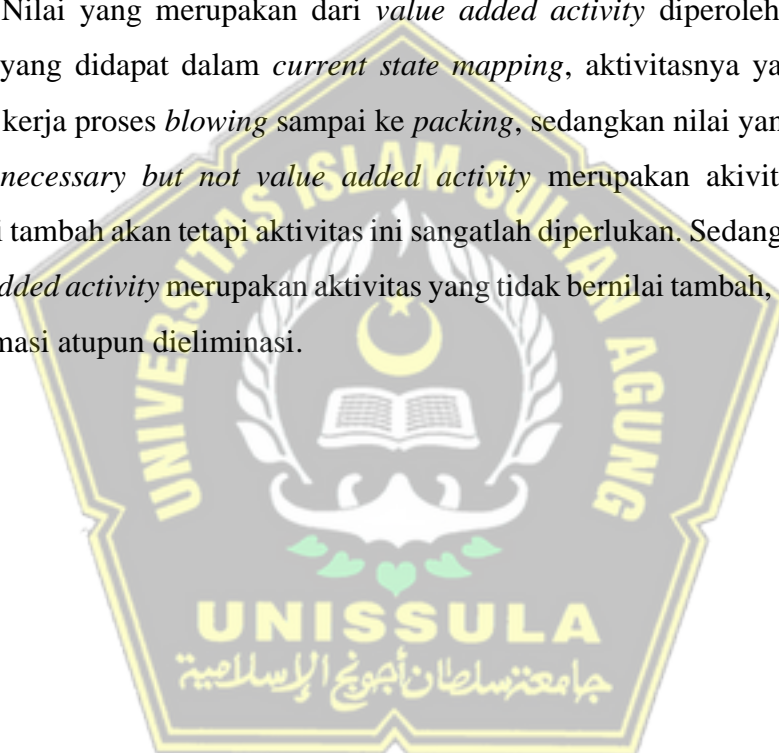 Nilai yang merupakan dari value added activity diperoleh
yang didapat dalam current state mapping, aktivitasnya ya
kerja proses blowing sampai ke packing, sedangkan nilai yan
necessary but not value added activity merupakan akivit
i tambah akan tetapi aktivitas ini sangatlah diperlukan. Sedang
dded activity merupakan aktivitas yang tidak bernilai tambah,
masi atupun dieliminasi.
UNIVERSITAS ISLAM SULTAN AGUNG
UNISSULA
جامعتسلطان أجونج الإسلامية